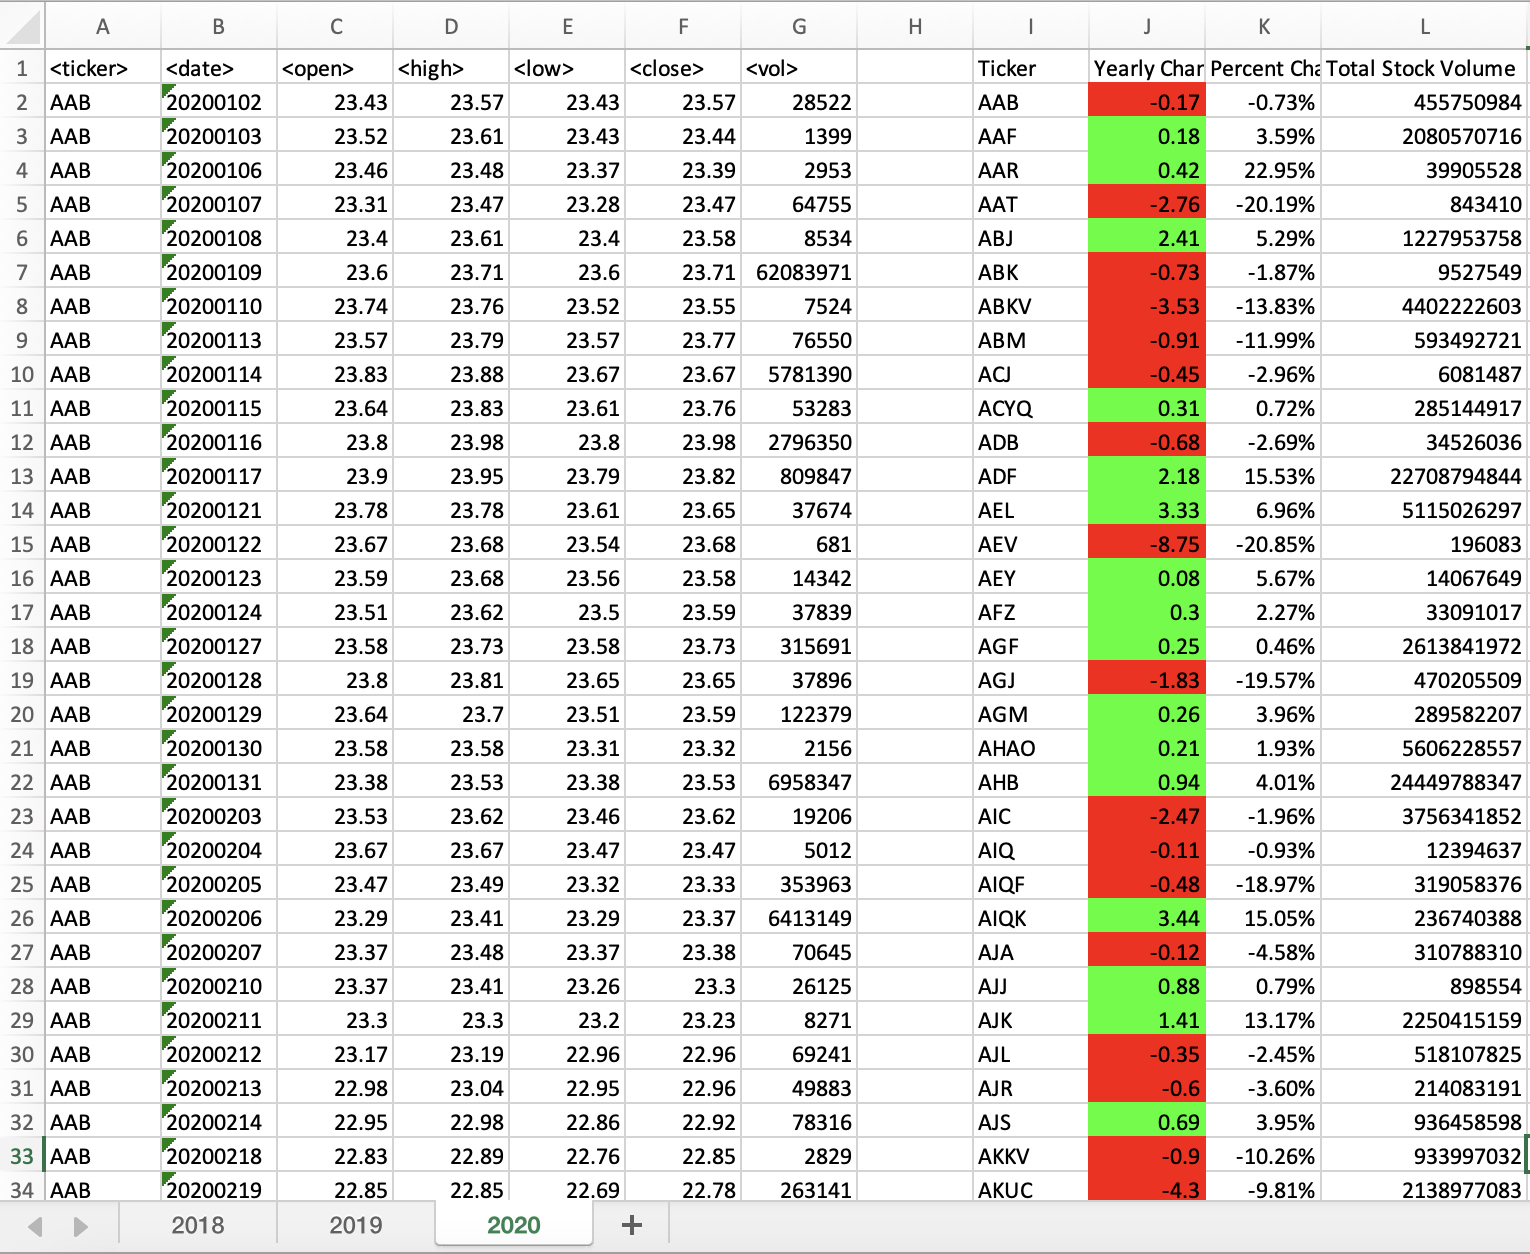 A B C D E F G H I J K L
1 <ticker> <date> <open> <high> <low> <close> <vol> Ticker Yearly Char Percent Cha Total Stock Volume
2 AAB 20200102 23.43 23.57 23.43 23.57 28522 AAB -0.17 -0.73% 455750984
3 AAB 20200103 23.52 23.61 23.43 23.44 1399 AAF 0.18 3.59% 2080570716
4 AAB 20200106 23.46 23.48 23.37 23.39 2953 AAR 0.42 22.95% 39905528
5 AAB 20200107 23.31 23.47 23.28 23.47 64755 AAT -2.76 -20.19% 843410
6 AAB 20200108 23.4 23.61 23.4 23.58 8534 ABJ 2.41 5.29% 1227953758
7 AAB 20200109 23.6 23.71 23.6 23.71 62083971 ABK -0.73 -1.87% 9527549
8 AAB 20200110 23.74 23.76 23.52 23.55 7524 ABKV -3.53 -13.83% 4402222603
9 AAB 20200113 23.57 23.79 23.57 23.77 76550 ABM -0.91 -11.99% 593492721
10 AAB 20200114 23.83 23.88 23.67 23.67 5781390 ACJ -0.45 -2.96% 6081487
11 AAB 20200115 23.64 23.83 23.61 23.76 53283 ACYQ 0.31 0.72% 285144917
12 AAB 20200116 23.8 23.98 23.8 23.98 2796350 ADB -0.68 -2.69% 34526036
13 AAB 20200117 23.9 23.95 23.79 23.82 809847 ADF 2.18 15.53% 22708794844
14 AAB 20200121 23.78 23.78 23.61 23.65 37674 AEL 3.33 6.96% 5115026297
15 AAB 20200122 23.67 23.68 23.54 23.68 681 AEV -8.75 -20.85% 196083
16 AAB 20200123 23.59 23.68 23.56 23.58 14342 AEY 0.08 5.67% 14067649
17 AAB 20200124 23.51 23.62 23.5 23.59 37839 AFZ 0.3 2.27% 33091017
18 AAB 20200127 23.58 23.73 23.58 23.73 315691 AGF 0.25 0.46% 2613841972
19 AAB 20200128 23.8 23.81 23.65 23.65 37896 AGJ -1.83 -19.57% 470205509
20 AAB 20200129 23.64 23.7 23.51 23.59 122379 AGM 0.26 3.96% 289582207
21 AAB 20200130 23.58 23.58 23.31 23.32 2156 AHAO 0.21 1.93% 5606228557
22 AAB 20200131 23.38 23.53 23.38 23.53 6958347 AHB 0.94 4.01% 24449788347
23 AAB 20200203 23.53 23.62 23.46 23.62 19206 AIC -2.47 -1.96% 3756341852
24 AAB 20200204 23.67 23.67 23.47 23.47 5012 AIQ -0.11 -0.93% 12394637
25 AAB 20200205 23.47 23.49 23.32 23.33 353963 AIQF -0.48 -18.97% 319058376
26 AAB 20200206 23.29 23.41 23.29 23.37 6413149 AIQK 3.44 15.05% 236740388
27 AAB 20200207 23.37 23.48 23.37 23.38 70645 AJA -0.12 -4.58% 310788310
28 AAB 20200210 23.37 23.41 23.26 23.3 26125 AJJ 0.88 0.79% 898554
29 AAB 20200211 23.3 23.3 23.2 23.23 8271 AJK 1.41 13.17% 2250415159
30 AAB 20200212 23.17 23.19 22.96 22.96 69241 AJL -0.35 -2.45% 518107825
31 AAB 20200213 22.98 23.04 22.95 22.96 49883 AJR -0.6 -3.60% 214083191
32 AAB 20200214 22.95 22.98 22.86 22.92 78316 AJS 0.69 3.95% 936458598
33 AAB 20200218 22.83 22.89 22.76 22.85 2829 AKKV -0.9 -10.26% 933997032
34 AAB 20200219 22.85 22.85 22.69 22.78 263141 AKUC -4.3 -9.81% 2138977083
2018 2019 2020 +